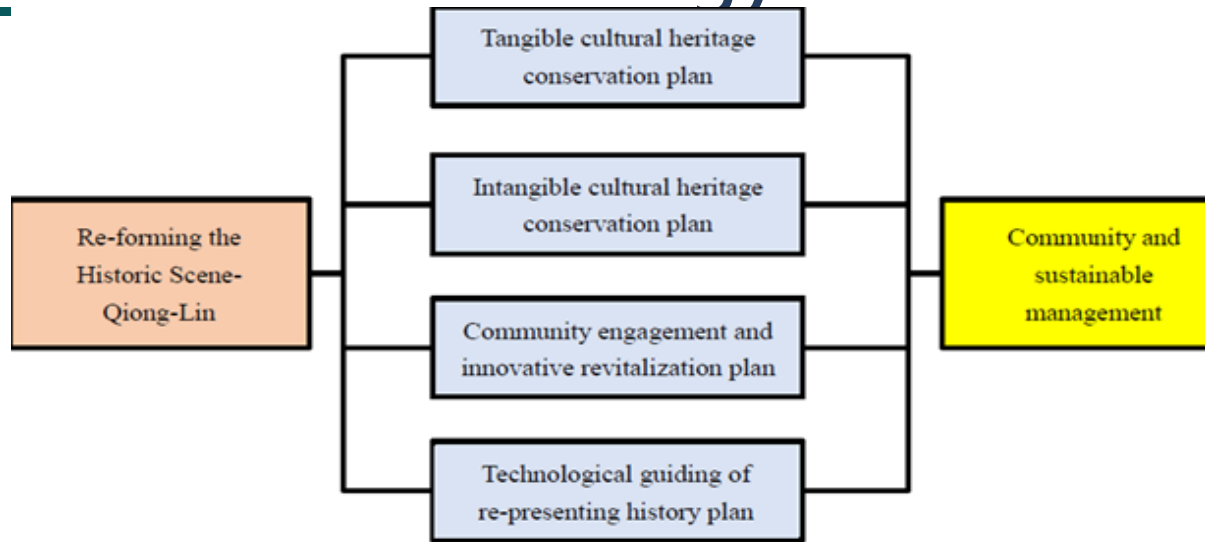 Tangible cultural heritage
conservation plan
Intangible cultural heritage
conservation plan
Re-forming the
Historic Scene-
Qiong-Lin
Community and
sustainable
management
Community engagement and
innovative revitalization plan
Technological guiding of
re-presenting history plan